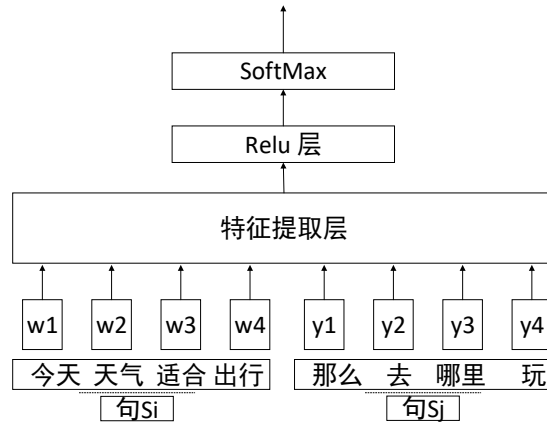 SoftMax
Relu 层
特征提取层
w1 w2 w3 w4 y1 y2 y3 y4
今天 天气 适合 出行 那么 去 哪里 玩
句Si 句Sj